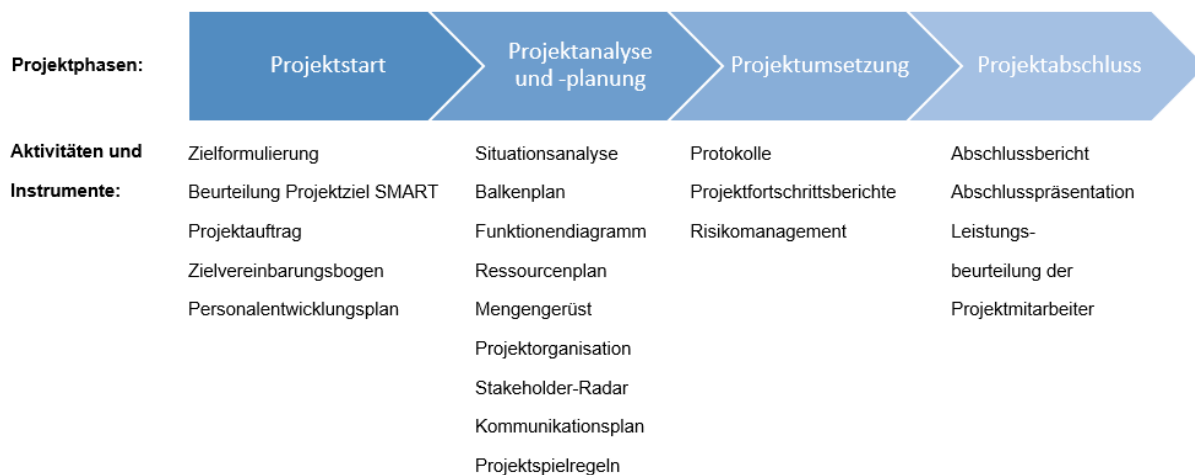 Projektphasen:
Projektstart
Projektanalyse
und -planung
Projektumsetzung
Projektabschluss
Aktivitäten und
Instrumente:
Zielformulierung
Beurteilung Projektziel SMART
Projektauftrag
Zielvereinbarungsbogen
Personalentwicklungsplan
Situationsanalyse
Balkenplan
Funktionendiagramm
Ressourcenplan
Mengengerüst
Projektorganisation
Stakeholder-Radar
Kommunikationsplan
Projektspielregeln
Protokolle
Projektfortschrittsberichte
Risikomanagement
Abschlussbericht
Abschlusspräsentation
Leistungs-
beurteilung der
Projektmitarbeiter